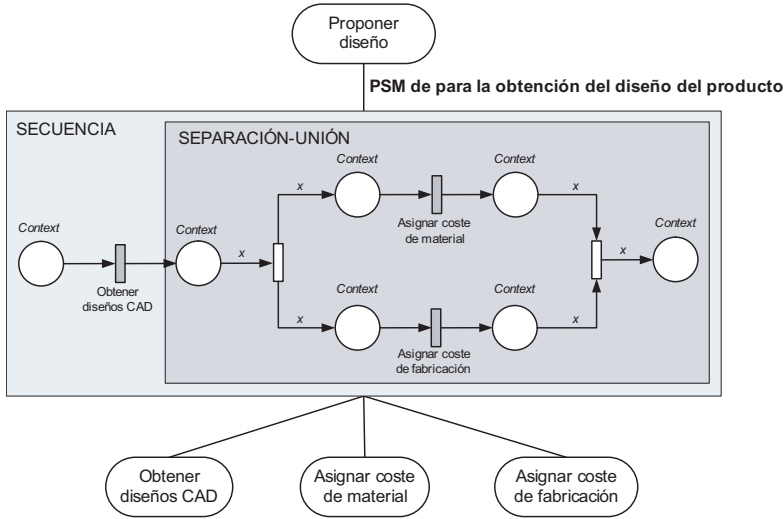 Proponer
diseño
PSM de para la obtención del diseño del producto
SECUENCIA
SEPARACIÓN-UNIÓN
Context
Context
x
x
Context
Asignar coste
de material
Context
x
x
Context
Context
Obtener
diseños CAD
x
Context
Asignar coste
de fabricación
Context
x
Obtener
diseños CAD
Asignar coste
de material
Asignar coste
de fabricación